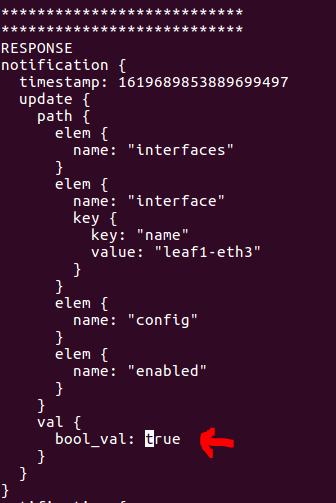 ***************************
***************************
RESPONSE
notification {
  timestamp: 1619689853889699497
  update {
    path {
      elem {
        name: "interfaces"
      }
      elem {
        name: "interface"
        key {
          key: "name"
          value: "leaf1-eth3"
        }
      }
      elem {
        name: "config"
      }
      elem {
        name: "enabled"
      }
    }
    val {
      bool_val: true
    }
  }
}